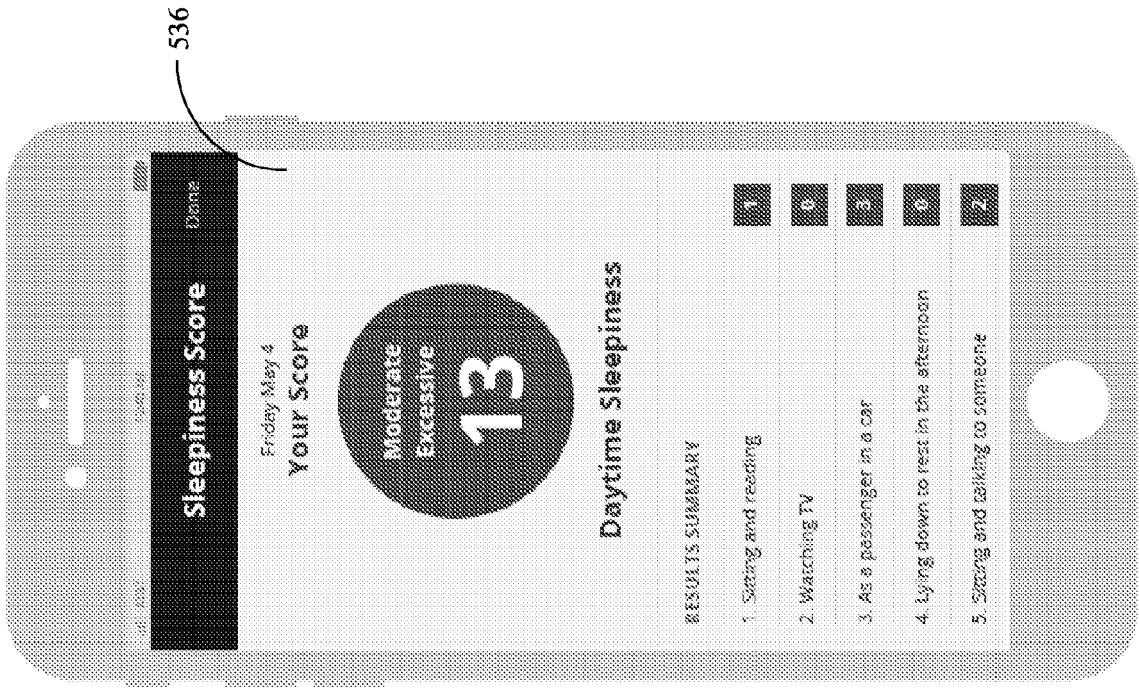 536
Sleepiness Score
Done
Friday May 4
Your Score
Moderate
Excessive
13
Daytime Sleepiness
RESULTS SUMMARY
1. Sitting and reading 1
2. Watching TV 0
3. As a passenger in a car 3
4. Lying down to rest in the afternoon 0
5. Sitting and talking to someone 2